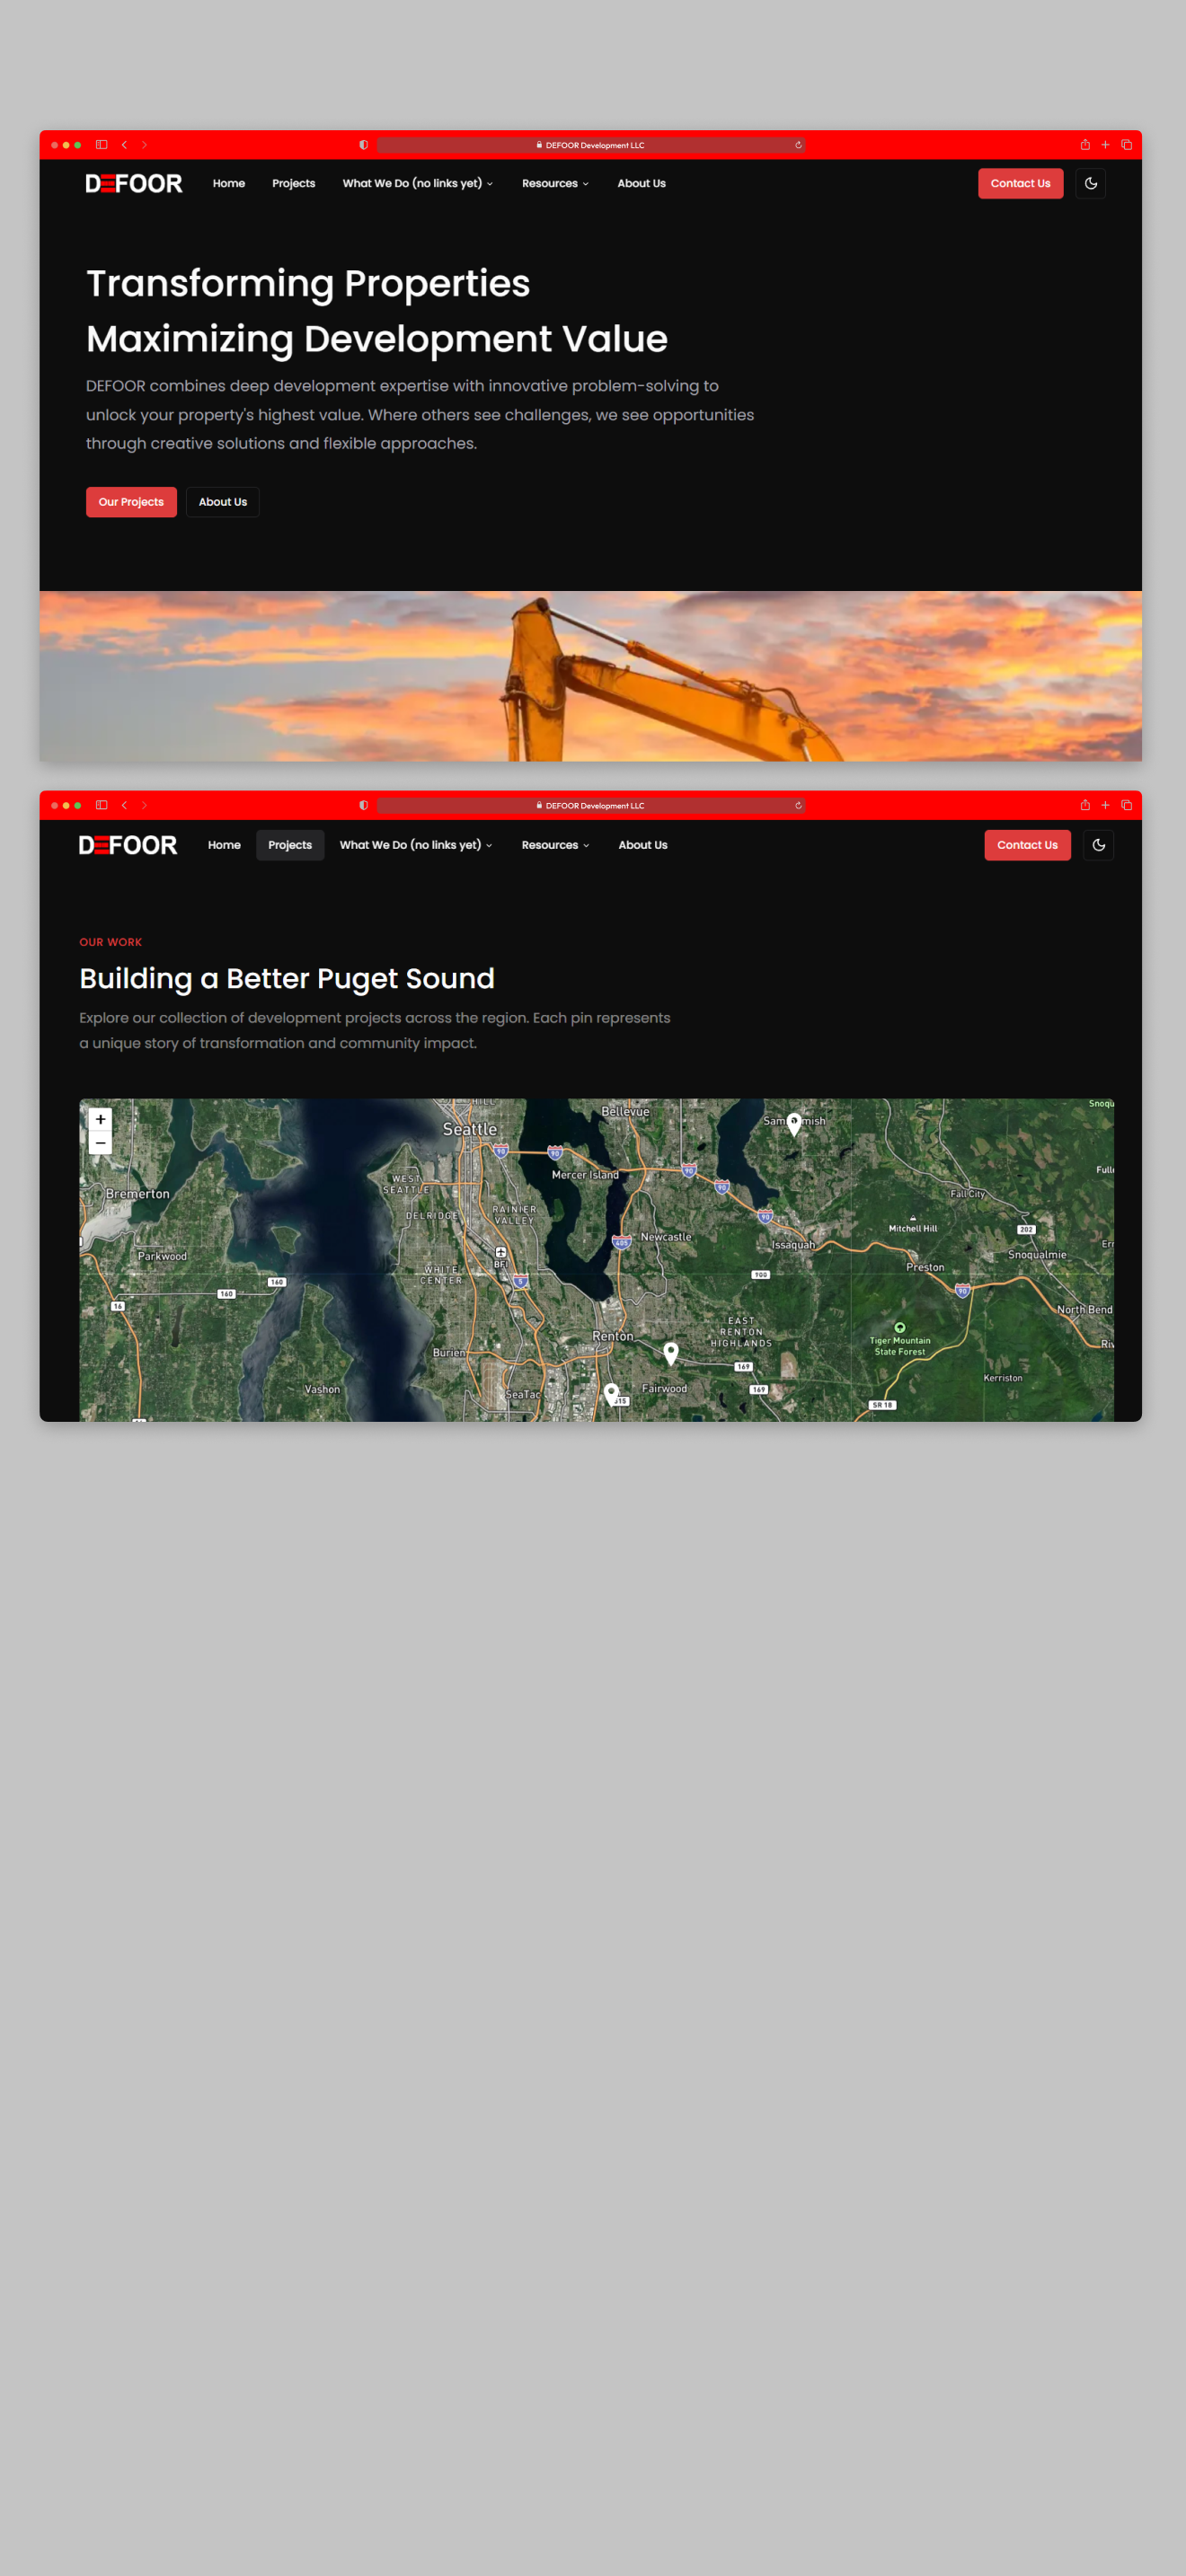 DEFOOR Development LLC
DEFOOR Home Projects What We Do (no links yet) Resources About Us Contact Us
Transforming Properties
Maximizing Development Value
DEFOOR combines deep development expertise with innovative problem-solving to
unlock your property's highest value. Where others see challenges, we see opportunities
through creative solutions and flexible approaches.
Our Projects About Us
DEFOOR Development LLC
DEFOOR Home Projects What We Do (no links yet) Resources About Us Contact Us
OUR WORK
Building a Better Puget Sound
Explore our collection of development projects across the region. Each pin represents
a unique story of transformation and community impact.
+
−
Seattle
Bellevue
90
90
Mercer Island
90
90
WEST
SEATTLE
Bremerton
Fall City
DELRIDGE
RAINIER
VALLEY
90
Mitchell Hill
202
Newcastle
405
Issaquah
Parkwood
BFI
Snoqualmie
Preston
WHITE
CENTER
5
900
160
160
90
16
North Bend
EAST
RENTON
HIGHLANDS
Renton
Tiger Mountain
State Forest
Burien
169
Kerriston
Vashon
SeaTac
Fairwood
169
SR 18